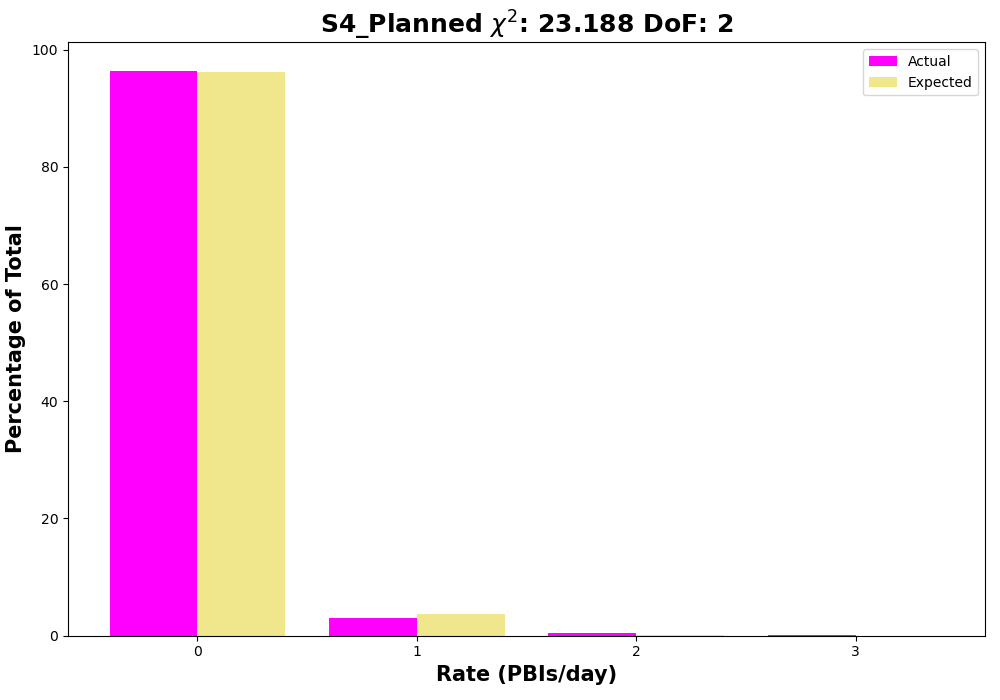 S4_Planned χ²: 23.188 DoF: 2
Actual
Expected
100
80
60
40
20
0
Percentage of Total
0 1 2 3
Rate (PBIs/day)